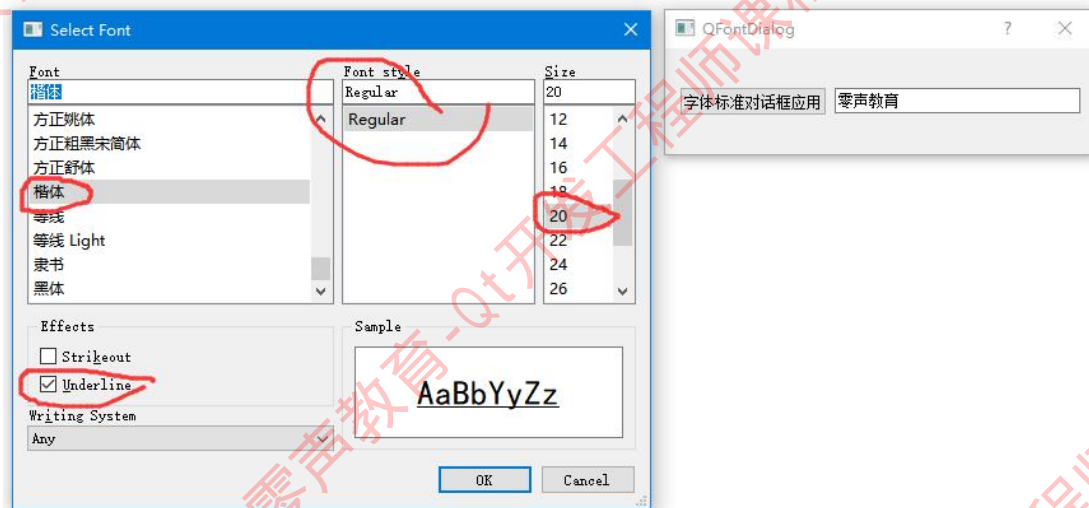 Select Font
Font
楷体
方正姚体
方正粗黑宋简体
方正舒体
楷体
等线
等线 Light
隶书
黑体
Font style
Regular
Regular
Size
20
12
14
16
18
20
22
24
26
Effects
Strikeout
Underline
Writing System
Any
Sample
AaBbYyZz
OK
Cancel
QFontDialog
?
字体标准对话框应用
零声教育
零声教育-Qt开发工程师课程